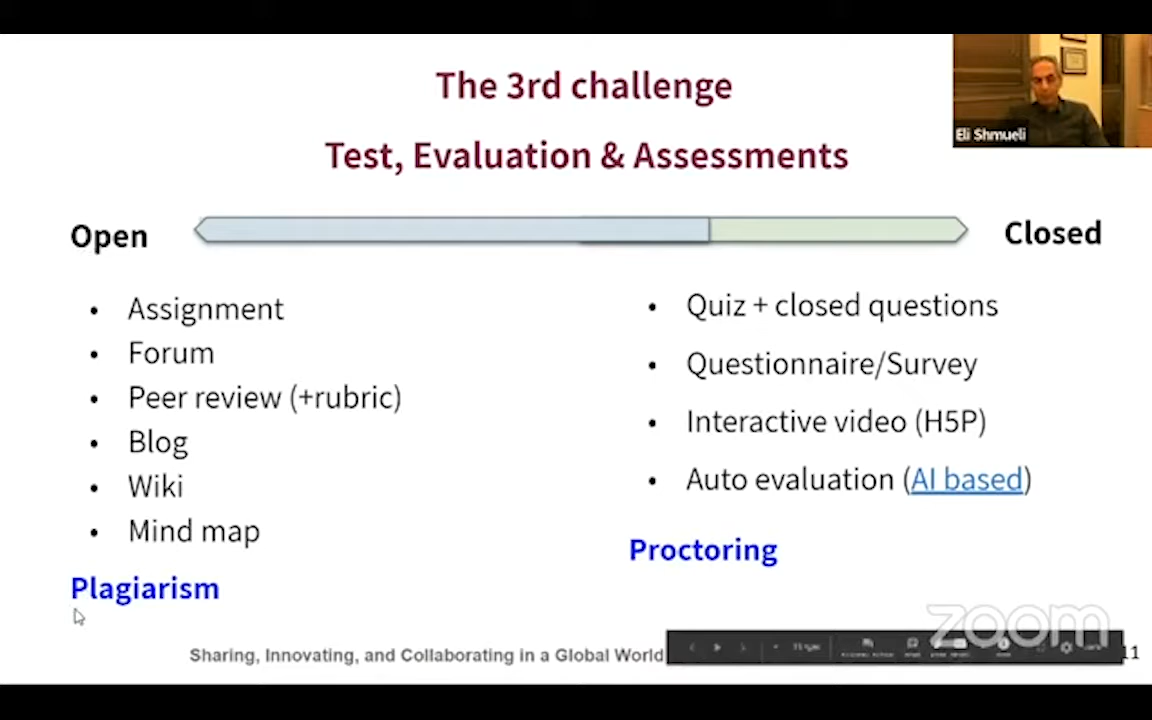 The 3rd challenge
Test, Evaluation & Assessments
Eli Shmueli
Open
Closed
• Assignment
• Forum
• Peer review (+rubric)
• Blog
• Wiki
• Mind map
Plagiarism
• Quiz + closed questions
• Questionnaire/Survey
• Interactive video (H5P)
• Auto evaluation (AI based)
Proctoring
zoom
Sharing, Innovating, and Collaborating in a Global World
11